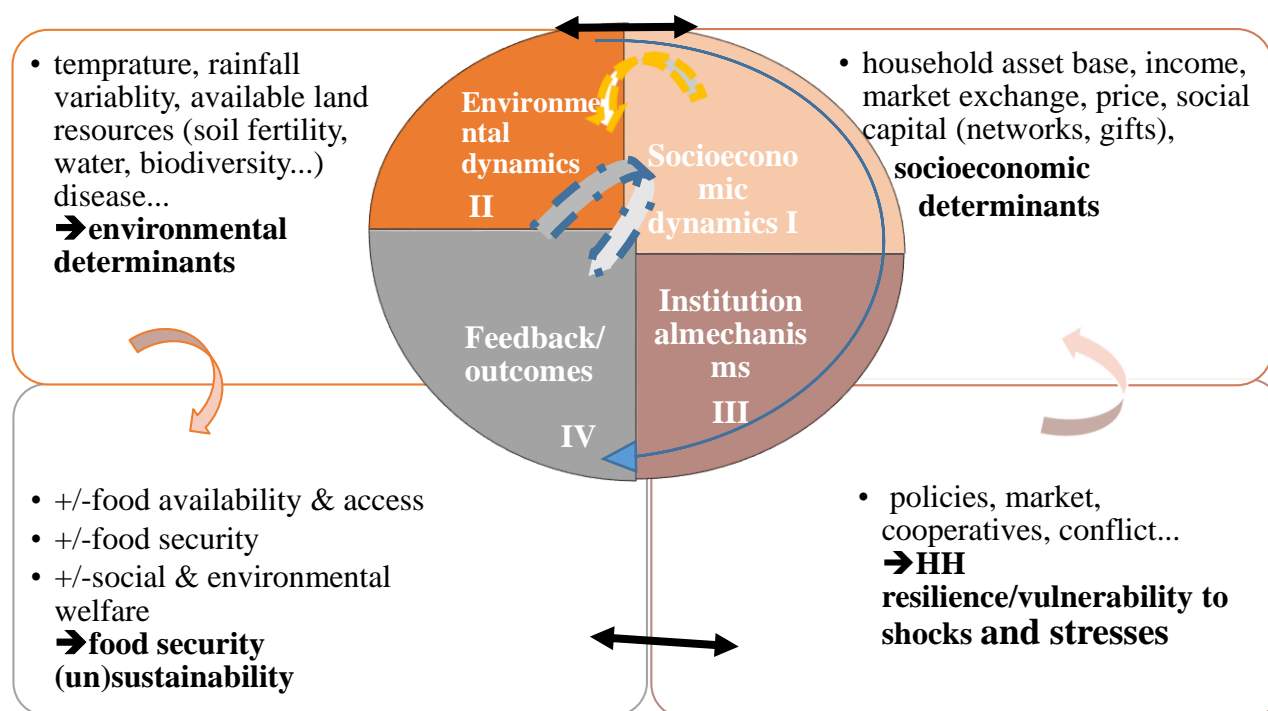 • temprature, rainfall
variablity, available land
resources (soil fertility,
water, biodiversity...)
disease...
➔environmental
determinants
Environme
ntal
dynamics
II
Socioecono
mic
dynamics I
• household asset base, income,
market exchange, price, social
capital (networks, gifts),
socioeconomic
determinants
Feedback/
outcomes
IV
Institution
almechanis
ms
III
• +/-food availability & access
• +/-food security
• +/-social & environmental
welfare
➔food security
(un)sustainability
• policies, market,
cooperatives, conflict...
➔HH
resilience/vulnerability to
shocks and stresses